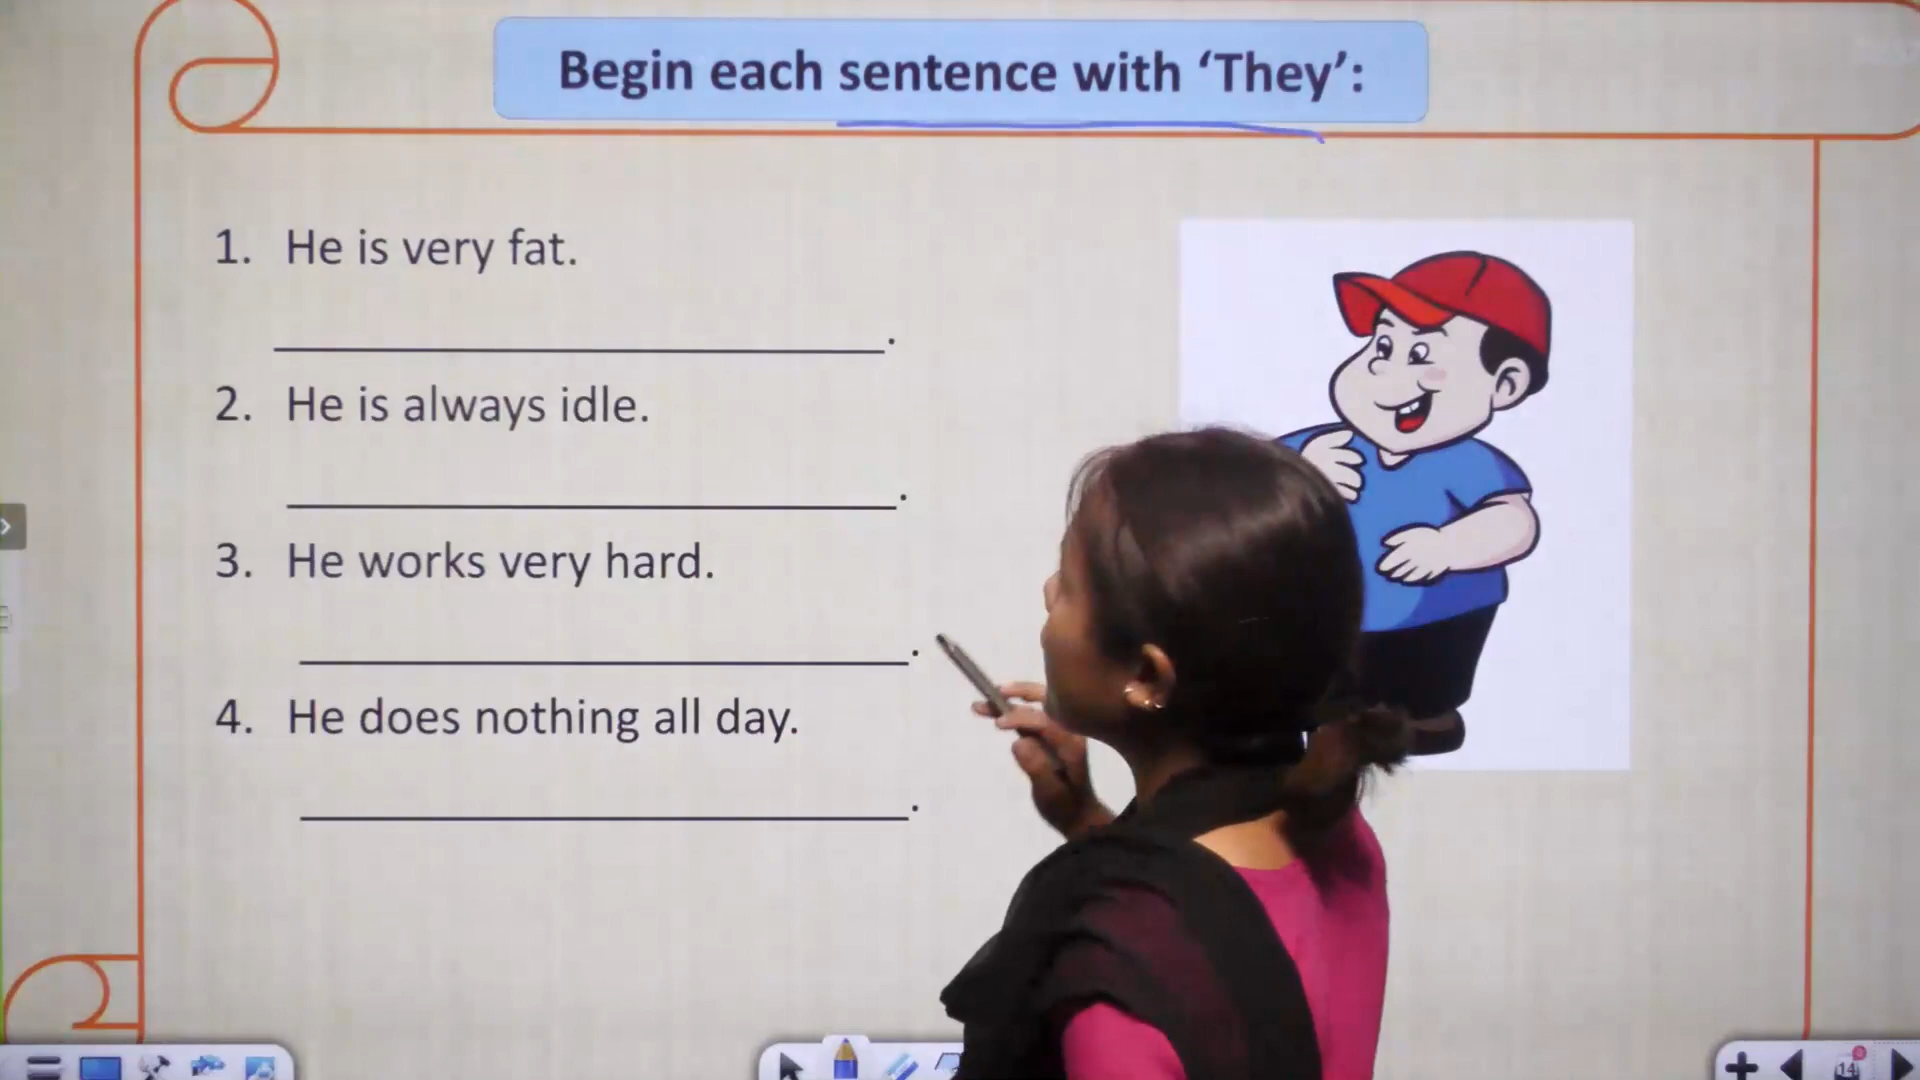 Begin each sentence with ‘They’:
1. He is very fat.
.
2. He is always idle.
.
3. He works very hard.
.
4. He does nothing all day.
.
14